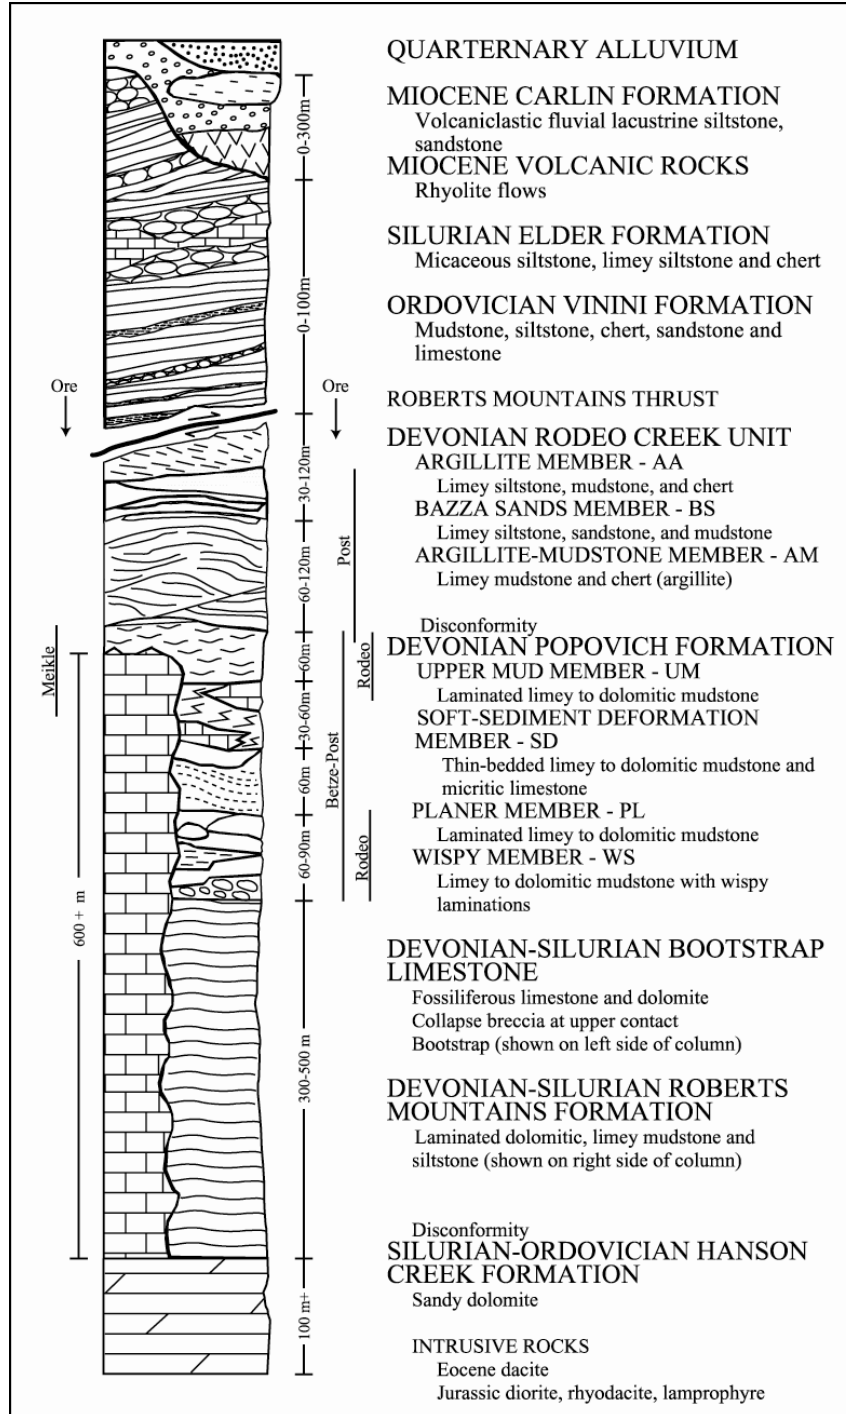 QUARTERNARY ALLUVIUM
MIOCENE CARLIN FORMATION
Volcaniclastic fluvial lacustrine siltstone,
sandstone
MIOCENE VOLCANIC ROCKS
Rhyolite flows
SILURIAN ELDER FORMATION
Micaceous siltstone, limey siltstone and chert
ORDOVICIAN VININI FORMATION
Mudstone, siltstone, chert, sandstone and
limestone
ROBERTS MOUNTAINS THRUST
DEVONIAN RODEO CREEK UNIT
ARGILLITE MEMBER - AA
Limey siltstone, mudstone, and chert
BAZZA SANDS MEMBER - BS
Limey siltstone, sandstone, and mudstone
ARGILLITE-MUDSTONE MEMBER - AM
Limey mudstone and chert (argillite)
Disconformity
DEVONIAN POPOVICH FORMATION
UPPER MUD MEMBER - UM
Laminated limey to dolomitic mudstone
SOFT-SEDIMENT DEFORMATION
MEMBER - SD
Thin-bedded limey to dolomitic mudstone and
micritic limestone
PLANER MEMBER - PL
Laminated limey to dolomitic mudstone
WISPY MEMBER - WS
Limey to dolomitic mudstone with wispy
laminations
DEVONIAN-SILURIAN BOOTSTRAP
LIMESTONE
Fossiliferous limestone and dolomite
Collapse breccia at upper contact
Bootstrap (shown on left side of column)
DEVONIAN-SILURIAN ROBERTS
MOUNTAINS FORMATION
Laminated dolomitic, limey mudstone and
siltstone (shown on right side of column)
Disconformity
SILURIAN-ORDOVICIAN HANSON
CREEK FORMATION
Sandy dolomite
INTRUSIVE ROCKS
Eocene dacite
Jurassic diorite, rhyodacite, lamprophyre
0-300m
0-100m
Ore
Ore
30-120m
60-120m
Post
Meikle
60m
Rodeo
30-60m
60m
Betze-Post
60-90m
Rodeo
600 + m
300-500 m
100 m+